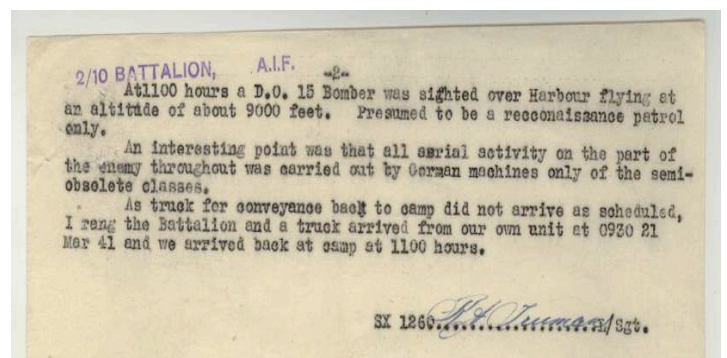 2/10 BATTALION, A.I.F.
-2-
At1100 hours a D.O. 15 Bomber was sighted over Harbour flying at
an altitude of about 9000 feet. Presumed to be a recconaissance patrol
only.
An interesting point was that all aerial activity on the part of
the enemy throughout was carried out by German machines only of the semi-
obsolete classes.
As truck for conveyance back to camp did not arrive as scheduled,
I rang the Battalion and a truck arrived from our own unit at 0930 21
Mar 41 and we arrived back at camp at 1100 hours.
SX 1260 Truman /Sgt.